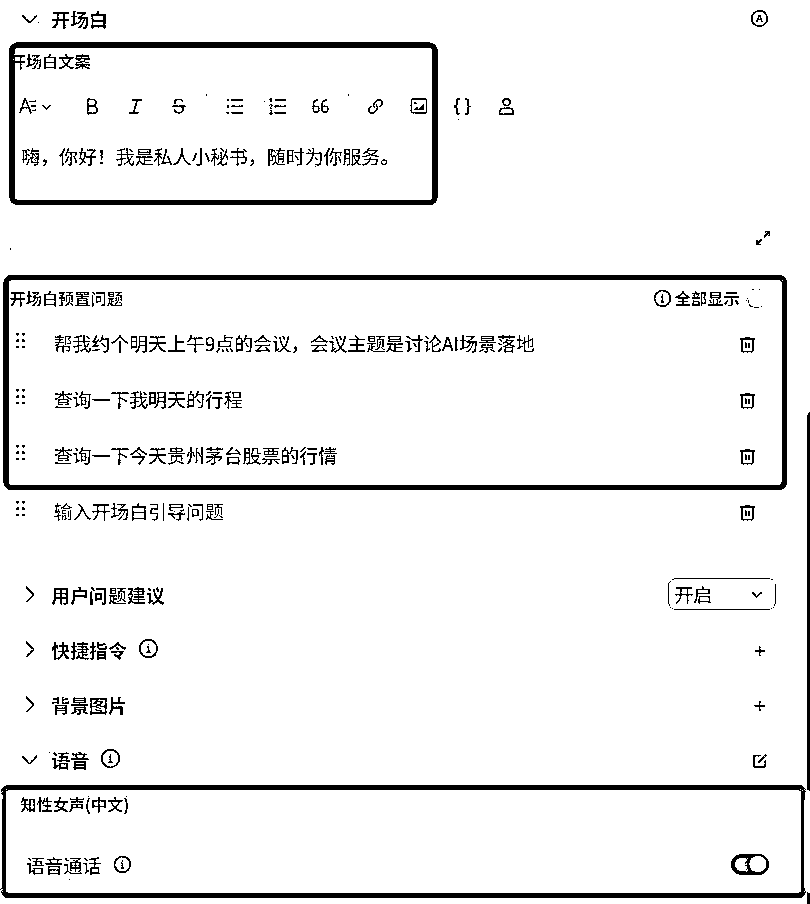 开场白
开场白文案
嗨，你好！我是私人小秘书，随时为你服务。
开场白预置问题
全部显示
帮我约个明天上午9点的会议，会议主题是讨论AI场景落地
查询一下我明天的行程
查询一下今天贵州茅台股票的行情
输入开场白引导问题
用户问题建议
开启
快捷指令
背景图片
语音
知性女声(中文)
语音通话